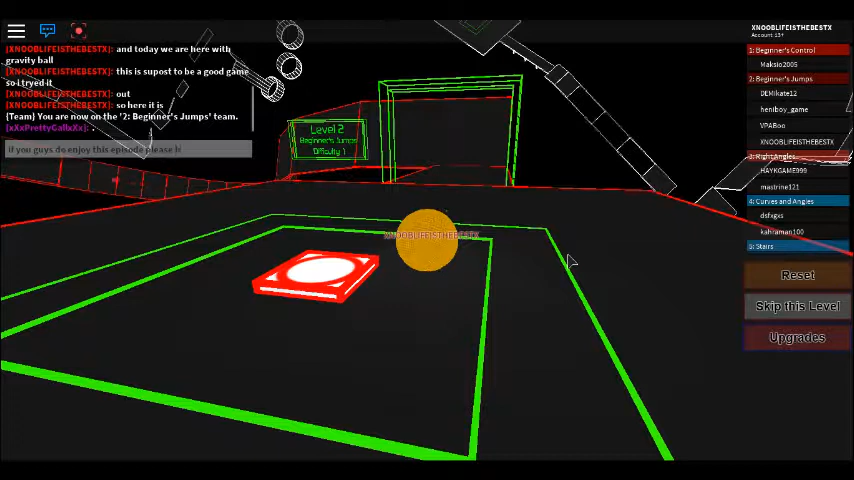 XNOOBLIFEISTHEBESTX
Account: 13+
[XNOOBLIFEISTHEBESTX]: and today we are here with
gravity ball
[XNOOBLIFEISTHEBESTX]: this is supost to be a good game
so i tryed it
[XNOOBLIFEISTHEBESTX]: out
[XNOOBLIFEISTHEBESTX]: so here it is
{Team} You are now on the '2: Beginner's Jumps' team.
[xXxPrettyGalixXx]: .
if you guys do enjoy this episode please
Level 2
Beginner's Jumps
Difficulty 1
XNOOBLIFEISTHEBESTX
1: Beginner's Control
Maksio2005
2: Beginner's Jumps
DEMikate12
heniboy_game
VPABoo
XNOOBLIFEISTHEBESTX
3: Right Angles
HAYKGAME999
mastrine121
4: Curves and Angles
dsfxgxs
kahraman100
5: Stairs
Reset
Skip this Level
Upgrades